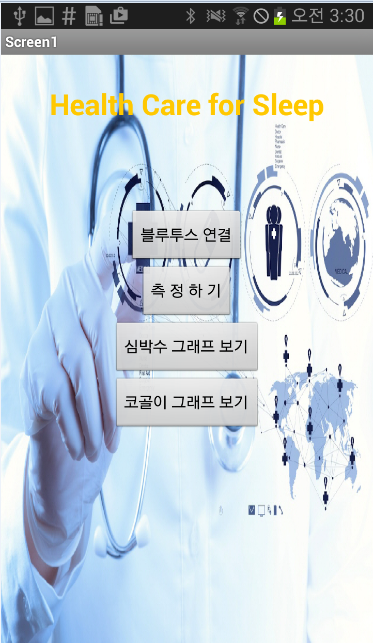 오전 3:30
Screen1
Health Care for Sleep
블루투스 연결
측 정 하 기
심박수 그래프 보기
코골이 그래프 보기